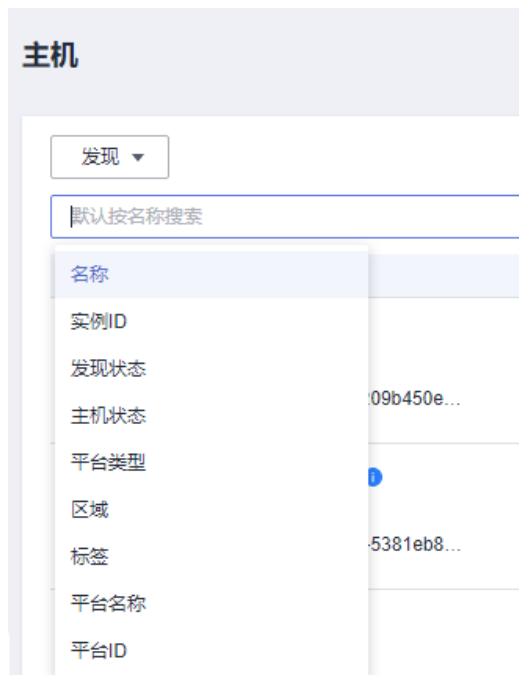 主机
发现
默认按名称搜索
名称
实例ID
发现状态
主机状态
209b450e...
平台类型
区域
标签
-5381eb8...
平台名称
平台ID